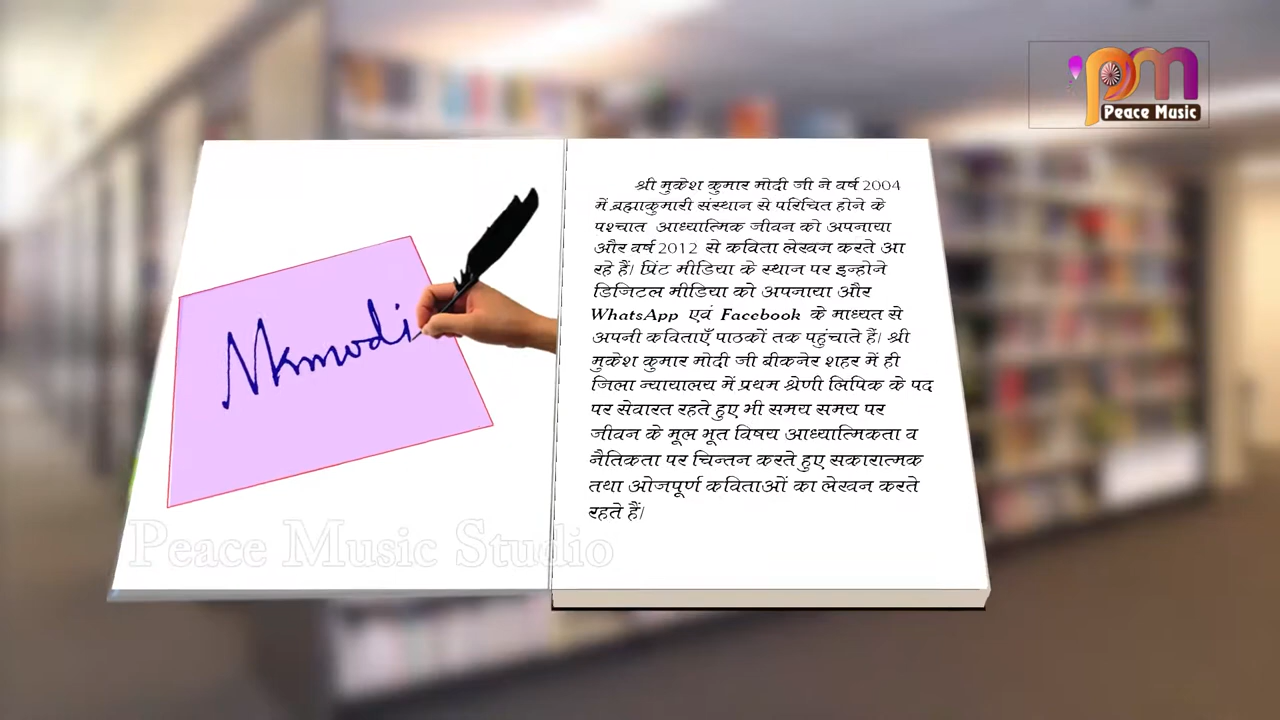 Peace Music
श्री मुकेश कुमार मोदी जी ने वर्ष 2004
में ब्रह्माकुमारी संस्थान से परिचित होने के
पश्चात आध्यात्मिक जीवन को अपनाया
और वर्ष 2012 से कविता लेखन करते आ
रहे हैं। प्रिंट मीडिया के स्थान पर इन्होने
डिजिटल मीडिया को अपनाया और
WhatsApp एवं Facebook के माध्यत से
अपनी कविताएँ पाठकों तक पहुंचाते हैं। श्री
मुकेश कुमार मोदी जी बीकनेर शहर में ही
जिला न्यायालय में प्रथम श्रेणी लिपिक के पद
पर सेवारत रहते हुए भी समय समय पर
जीवन के मूल भूत विषय आध्यात्मिकता व
नैतिकता पर चिन्तन करते हुए सकारात्मक
तथा ओजपूर्ण कविताओं का लेखन करते
रहते हैं।
Peace Music Studio